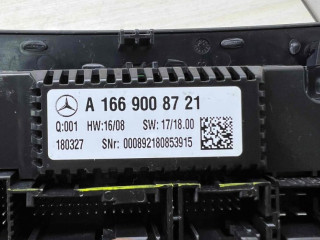 A 166 900 87 21
Q:001 HW:16/08 SW: 17/18.00
180327 SNr: 000892180853915